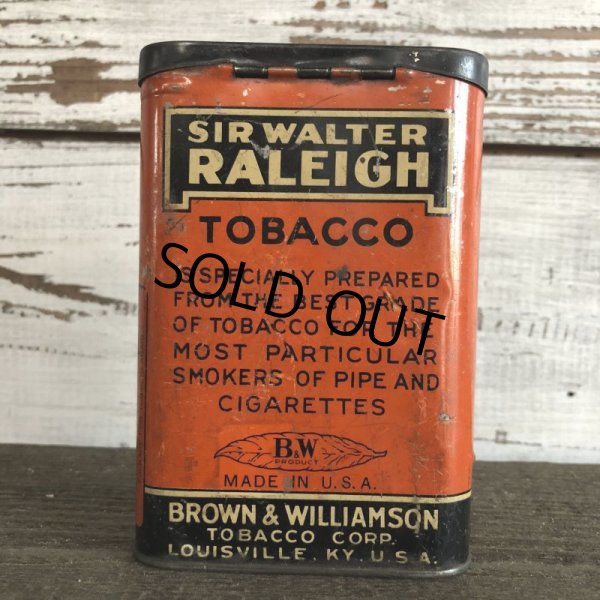 SIR WALTER
RALEIGH
TOBACCO
IS SPECIALLY PREPARED
FROM THE BEST GRADE
OF TOBACCO FOR THE
MOST PARTICULAR
SMOKERS OF PIPE AND
CIGARETTES
SOLD OUT
B&W
PRODUCT
MADE IN U.S.A.
BROWN & WILLIAMSON
TOBACCO CORP.
LOUISVILLE, KY. U.S.A.